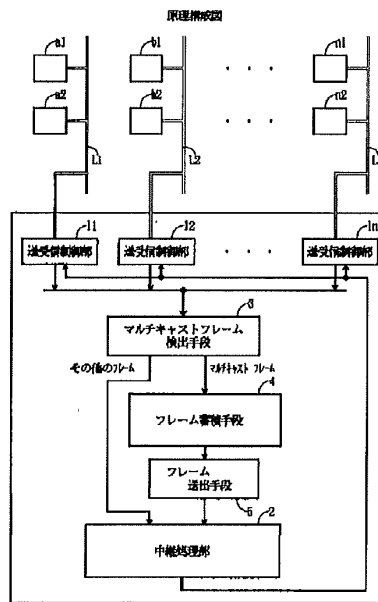 原理構成図
a1
b1
n1
a2
b2
n2
L1
L2
L
11
12
1n
送受信制御部
送受信制御部
送受信制御部
3
マルチキャストフレーム
検出手段
その他のフレーム
マルチキャスト フレーム
4
フレーム蓄積手段
フレーム
送出手段
5
2
中継処理部